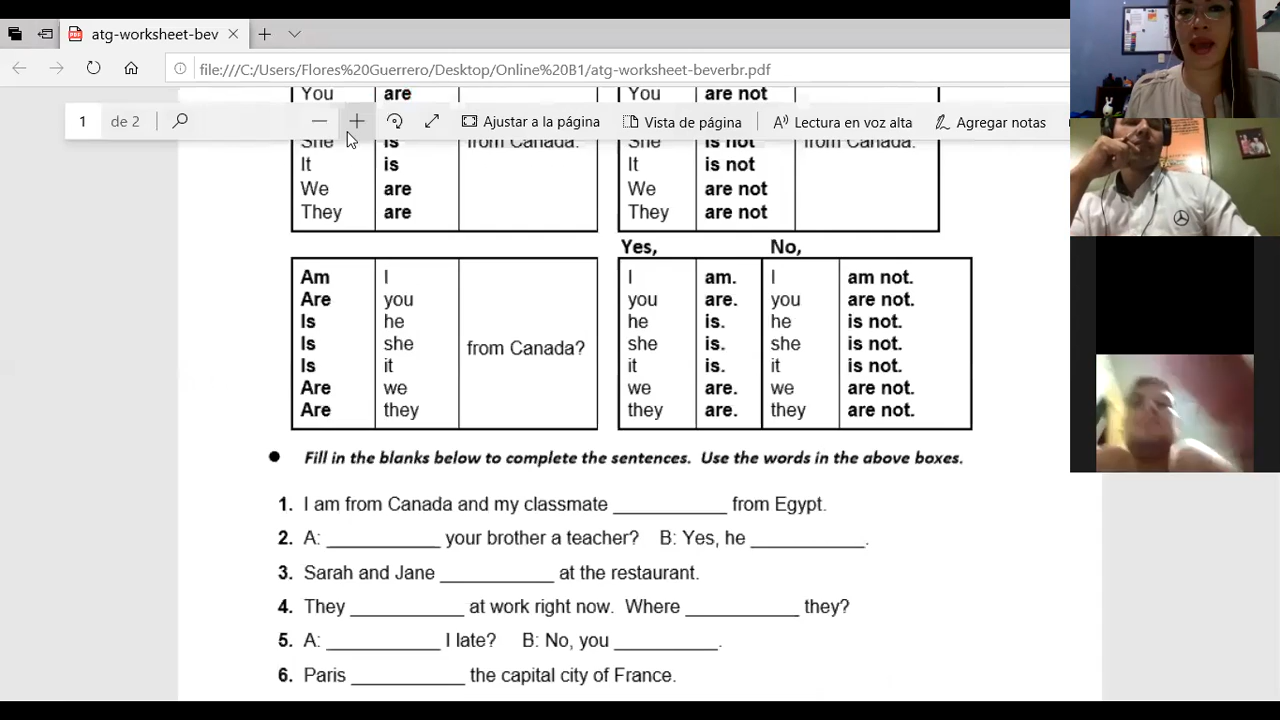 atg-worksheet-bev
file:///C:/Users/Flores%20Guerrero/Desktop/Online%20B1/atg-worksheet-beverbr.pdf
You are You are not
1 de 2 Ajustar a la página Vista de página Lectura en voz alta Agregar notas
She is from Canada. She is not from Canada.
It is It is not
We are We are not
They are They are not
Yes, No,
Am I I am. I am not.
Are you you are. you are not.
Is he he is. he is not.
Is she she is. she is not.
from Canada?
Is it it is. it is not.
Are we we are. we are not.
Are they they are. they are not.
● Fill in the blanks below to complete the sentences. Use the words in the above boxes.
1. I am from Canada and my classmate ___________ from Egypt.
2. A: ___________ your brother a teacher? B: Yes, he ___________.
3. Sarah and Jane ___________ at the restaurant.
4. They ___________ at work right now. Where ___________ they?
5. A: ___________ I late? B: No, you __________.
6. Paris ___________ the capital city of France.